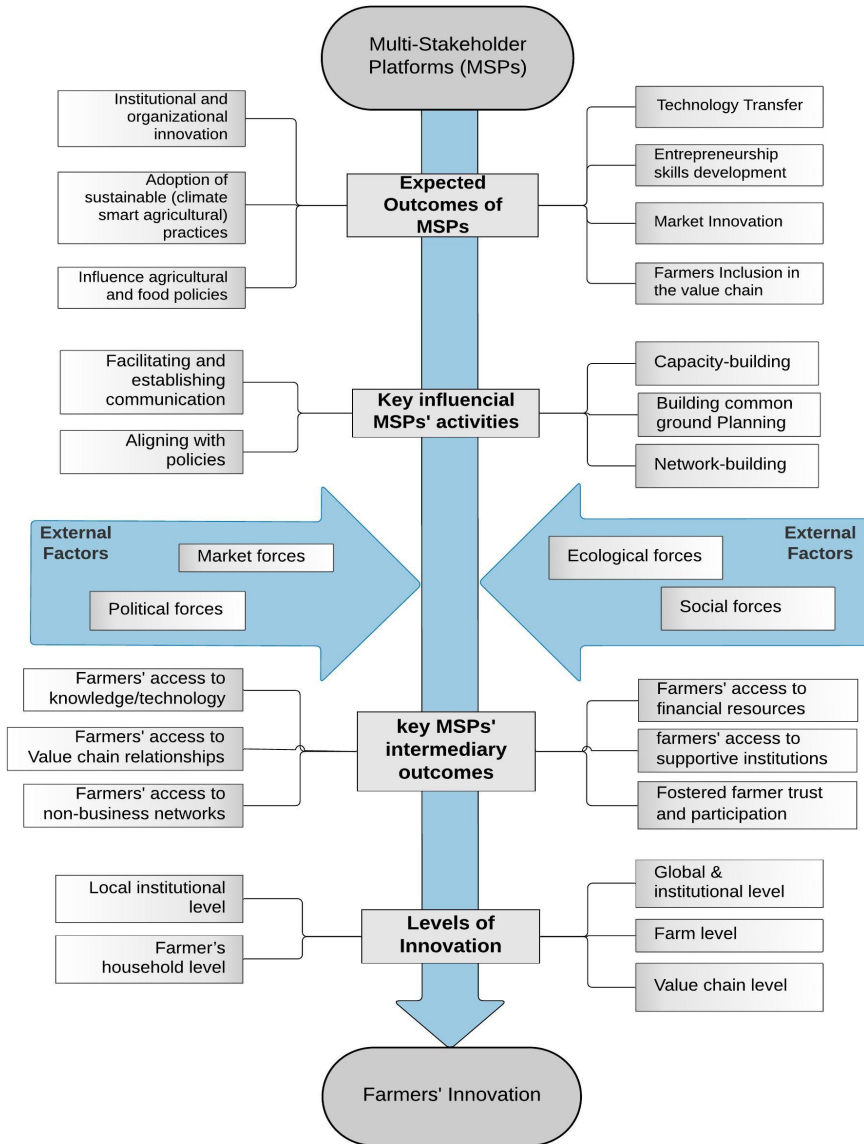 Multi-Stakeholder
Platforms (MSPs)
Institutional and
organizational
innovation
Adoption of
sustainable (climate
smart agricultural)
practices
Influence agricultural
and food policies
Expected
Outcomes of
MSPs
Technology Transfer
Entrepreneurship
skills development
Market Innovation
Farmers Inclusion in
the value chain
Facilitating and
establishing
communication
Aligning with
policies
Key influencial
MSPs' activities
Capacity-building
Building common
ground Planning
Network-building
External
Factors
Market forces
Political forces
Ecological forces
Social forces
External
Factors
Farmers' access to
knowledge/technology
Farmers' access to
Value chain relationships
Farmers' access to
non-business networks
key MSPs'
intermediary
outcomes
Farmers' access to
financial resources
farmers' access to
supportive institutions
Fostered farmer trust
and participation
Local institutional
level
Farmer’s
household level
Levels of
Innovation
Global &
institutional level
Farm level
Value chain level
Farmers' Innovation